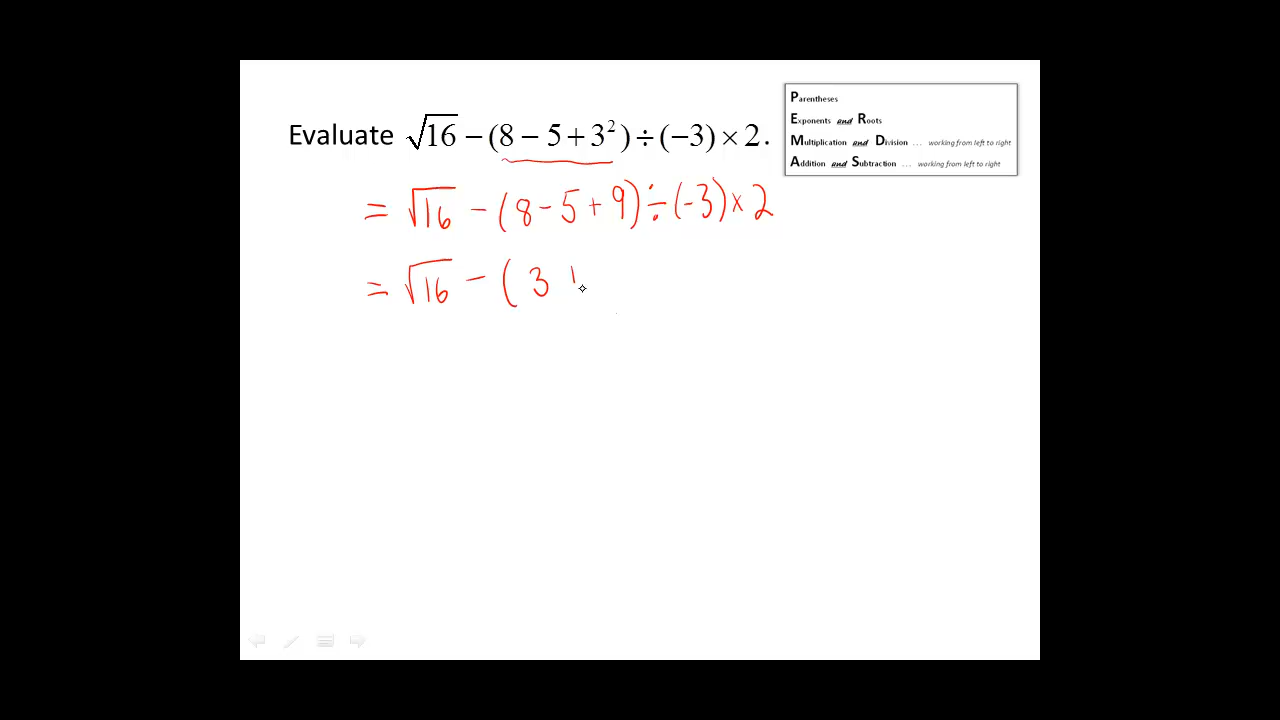 Evaluate √16 − (8 − 5 + 3²) ÷ (−3) × 2.
Parentheses
Exponents and Roots
Multiplication and Division ... working from left to right
Addition and Subtraction ... working from left to right
= √16 − (8 − 5 + 9) ÷ (−3) × 2
= √16 − ( 3